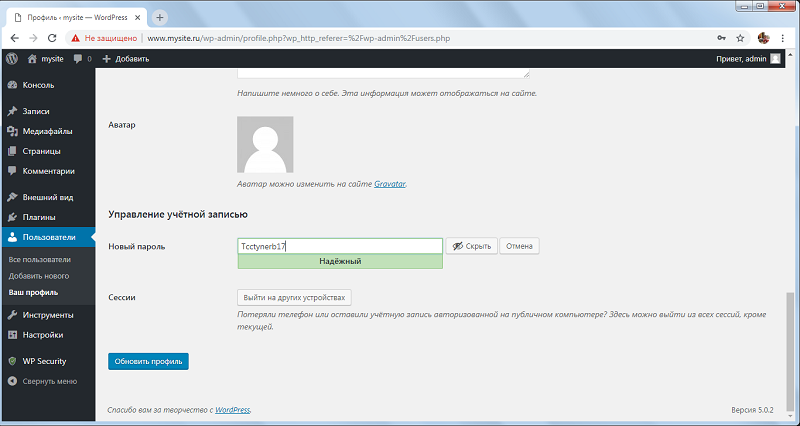 Профиль ‹ mysite — WordPress
Не защищено | www.mysite.ru/wp-admin/profile.php?wp_http_referer=%2Fwp-admin%2Fusers.php
mysite 0 Добавить Привет, admin
Консоль
Записи
Медиафайлы
Страницы
Комментарии
Внешний вид
Плагины
Пользователи
Все пользователи
Добавить нового
Ваш профиль
Инструменты
Настройки
WP Security
Свернуть меню
Напишите немного о себе. Эта информация может отображаться на сайте.
Аватар
Аватар можно изменить на сайте Gravatar.
Управление учётной записью
Новый пароль Tcctynerb17 Скрыть Отмена
Надёжный
Сессии Выйти на других устройствах
Потеряли телефон или оставили учётную запись авторизованной на публичном компьютере? Здесь можно выйти из всех сессий, кроме
текущей.
Обновить профиль
Спасибо вам за творчество с WordPress. Версия 5.0.2